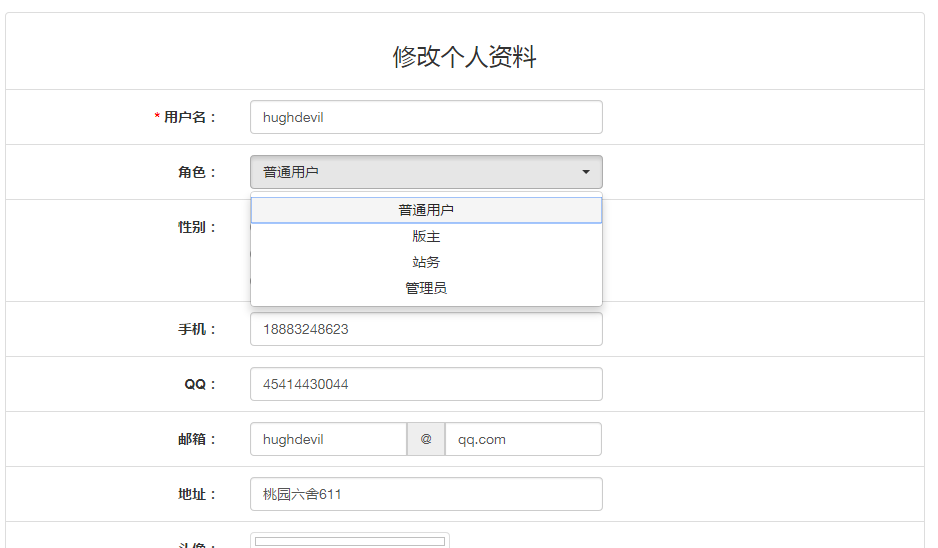 修改个人资料
* 用户名： hughdevil
角色： 普通用户
普通用户
性别：
版主
站务
管理员
手机： 18883248623
QQ： 45414430044
邮箱： hughdevil @ qq.com
地址： 桃园六舍611
头像：